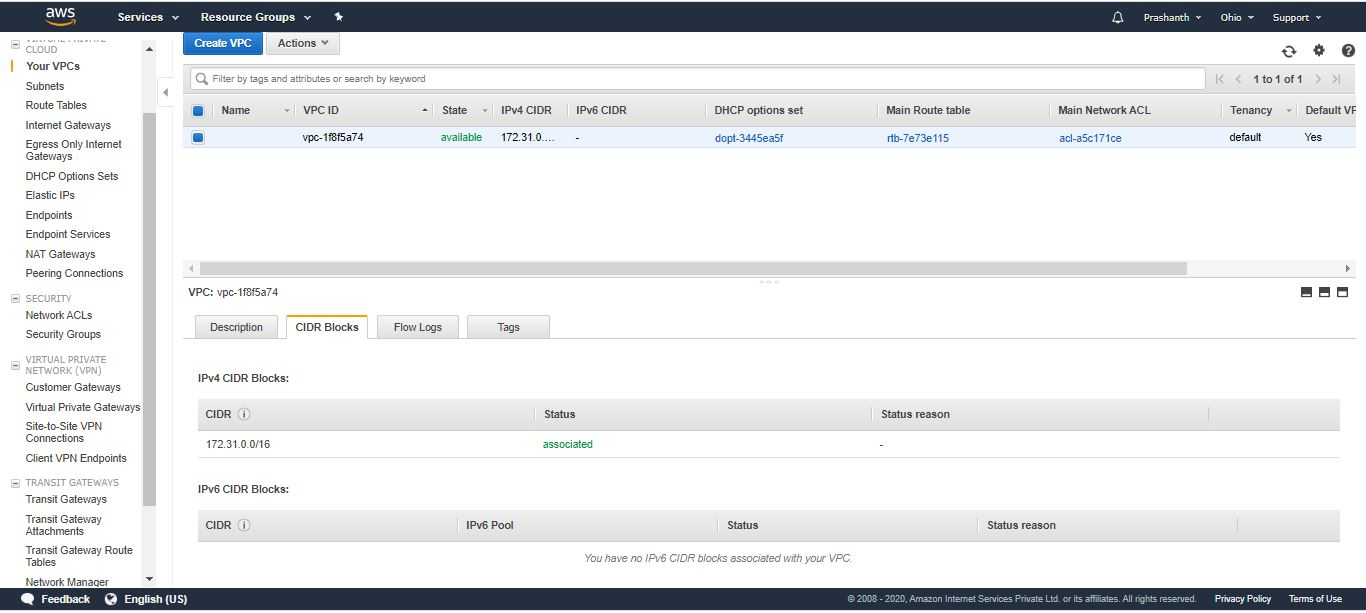 aws Services Resource Groups Prashanth Ohio Support
CLOUD
Your VPCs
Subnets
Route Tables
Internet Gateways
Egress Only Internet
Gateways
DHCP Options Sets
Elastic IPs
Endpoints
Endpoint Services
NAT Gateways
Peering Connections
SECURITY
Network ACLs
Security Groups
VIRTUAL PRIVATE
NETWORK (VPN)
Customer Gateways
Virtual Private Gateways
Site-to-Site VPN
Connections
Client VPN Endpoints
TRANSIT GATEWAYS
Transit Gateways
Transit Gateway
Attachments
Transit Gateway Route
Tables
Network Manager
Create VPC Actions
Filter by tags and attributes or search by keyword
1 to 1 of 1
Name VPC ID State IPv4 CIDR IPv6 CIDR DHCP options set Main Route table Main Network ACL Tenancy Default VP
vpc-1f8f5a74 available 172.31.0.... - dopt-3445ea5f rtb-7e73e115 acl-a5c171ce default Yes
VPC: vpc-1f8f5a74
Description CIDR Blocks Flow Logs Tags
IPv4 CIDR Blocks:
CIDR Status Status reason
172.31.0.0/16 associated -
IPv6 CIDR Blocks:
CIDR IPv6 Pool Status Status reason
You have no IPv6 CIDR blocks associated with your VPC.
Feedback English (US) © 2008 - 2020, Amazon Internet Services Private Ltd. or its affiliates. All rights reserved. Privacy Policy Terms of Use